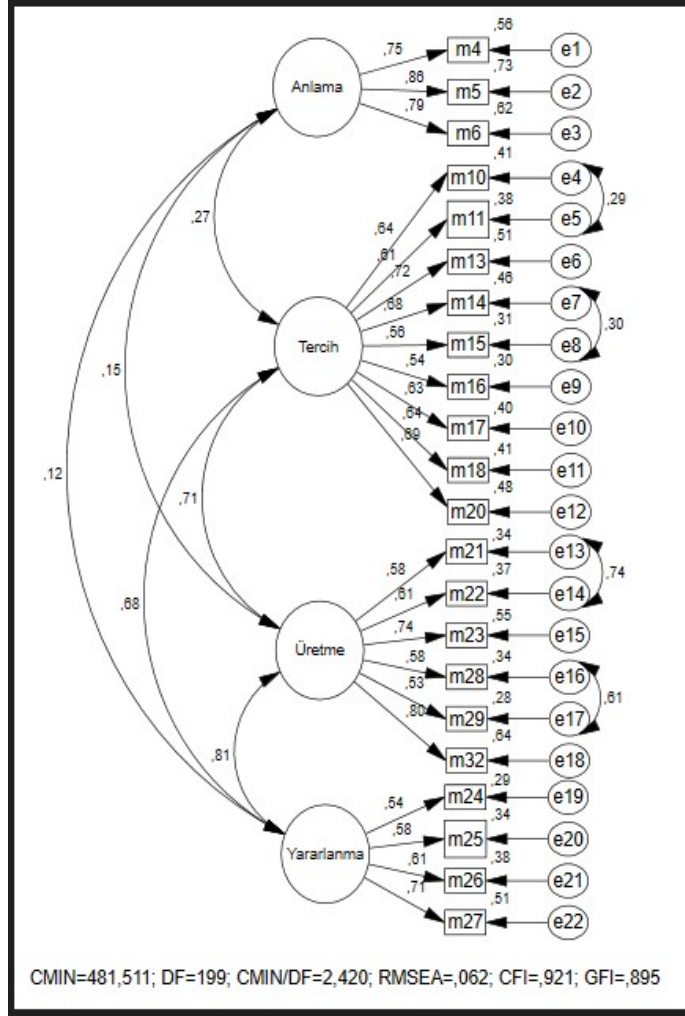 ,56
,75
m4
e1
Anlama
,73
,86
m5
e2
,62
,79
m6
e3
,41
m10
e4
,29
,38
,64
m11
e5
,27
,51
,61
m13
e6
,72
,46
,68
m14
e7
,30
,31
,56
m15
e8
Tercih
,30
,54
m16
e9
,15
,40
,63
m17
e10
,41
,64
m18
e11
,48
,69
m20
e12
,12
,71
,34
m21
e13
,74
,37
,58
m22
e14
,68
,61
,55
,74
m23
e15
Üretme
,34
,58
m28
e16
,61
,28
,53
m29
e17
,64
,80
m32
e18
,81
,29
,54
m24
e19
,34
,58
m25
e20
Yararlanma
,38
,61
m26
e21
,51
,71
m27
e22
CMIN=481,511; DF=199; CMIN/DF=2,420; RMSEA=,062; CFI=,921; GFI=,895